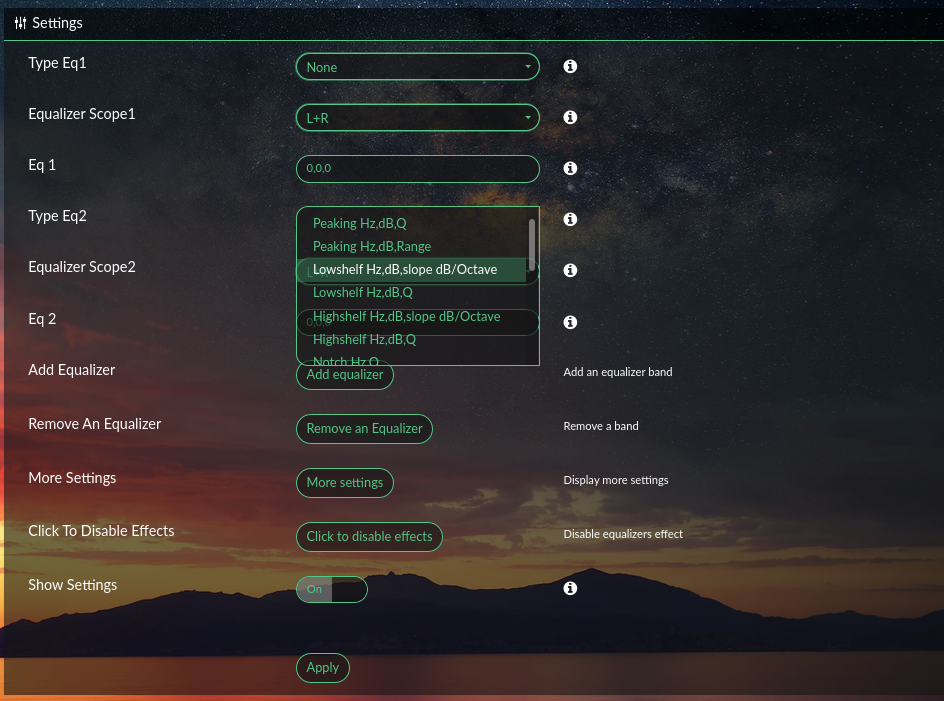 Settings
Type Eq1
None
Equalizer Scope1
L+R
Eq 1
0,0,0
Type Eq2
Peaking Hz,dB,Q
Peaking Hz,dB,Range
Equalizer Scope2
Lowshelf Hz,dB,slope dB/Octave
Lowshelf Hz,dB,Q
Eq 2
0,0,0
Highshelf Hz,dB,slope dB/Octave
Highshelf Hz,dB,Q
Notch Hz,Q
Add Equalizer
Add equalizer
Add an equalizer band
Remove An Equalizer
Remove an Equalizer
Remove a band
More Settings
More settings
Display more settings
Click To Disable Effects
Click to disable effects
Disable equalizers effect
Show Settings
On
Apply